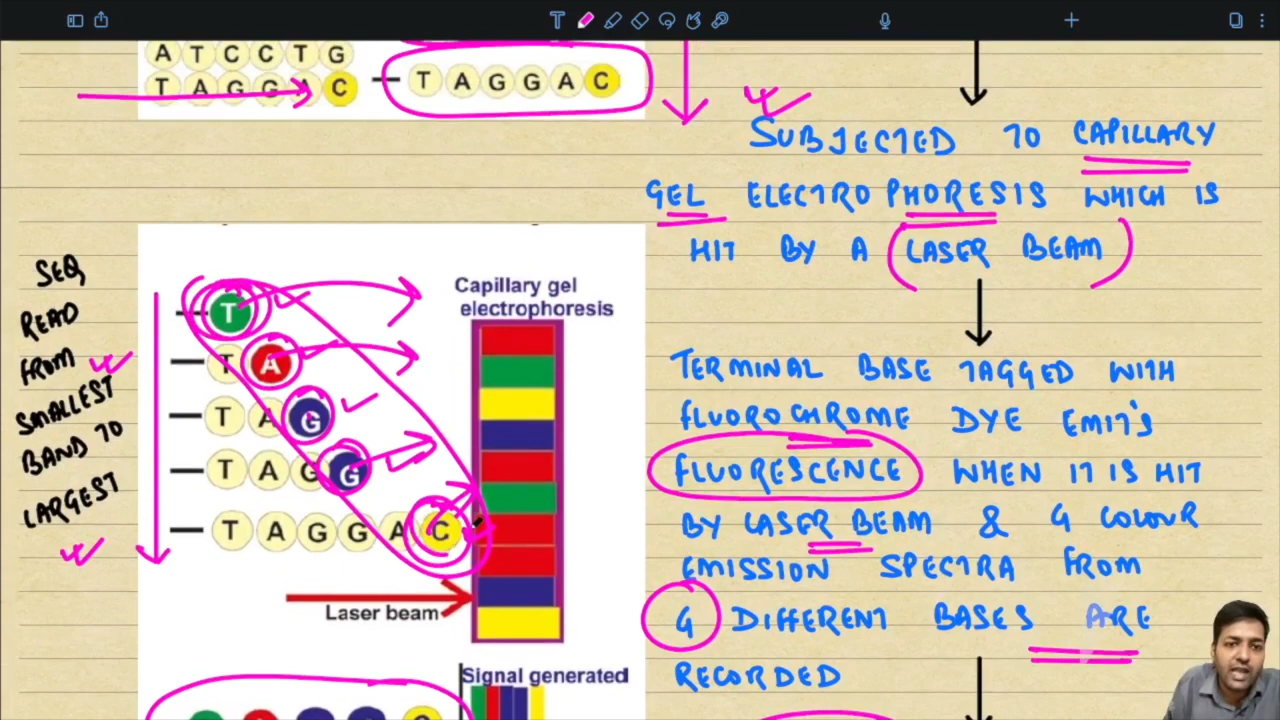 A T C C T G
T A G G A C
T A G G A C
SUBJECTED TO CAPILLARY
GEL ELECTROPHORESIS WHICH IS
HIT BY A (LASER BEAM)
SEQ
READ
FROM
SMALLEST
BAND TO
LARGEST
T
T A
T A G
T A G G
T A G G A C
Capillary gel
electrophoresis
Laser beam
Signal generated
TERMINAL BASE TAGGED WITH
FLUOROCHROME DYE EMIT'S
FLUORESCENCE WHEN IT IS HIT
BY LASER BEAM & 4 COLOUR
EMISSION SPECTRA FROM
4 DIFFERENT BASES ARE
RECORDED